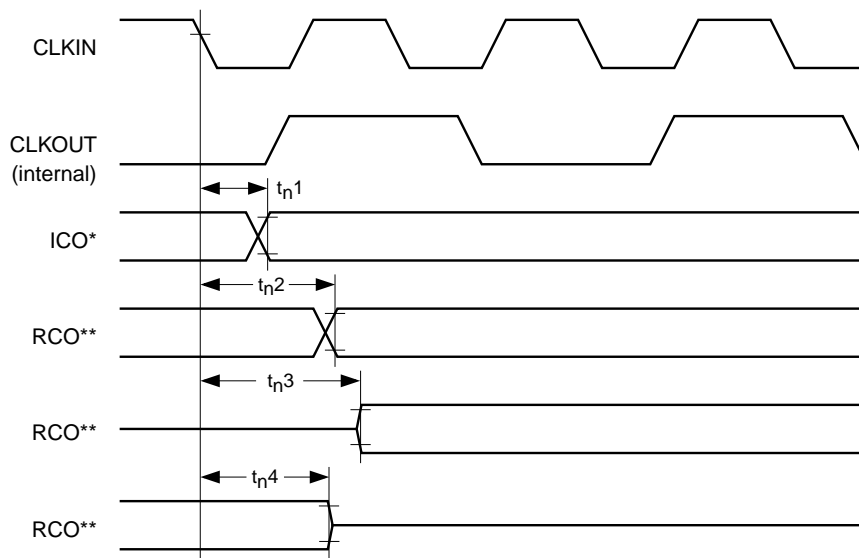 CLKIN
CLKOUT
(internal)
tn1
ICO*
tn2
RCO**
tn3
RCO**
tn4
RCO**